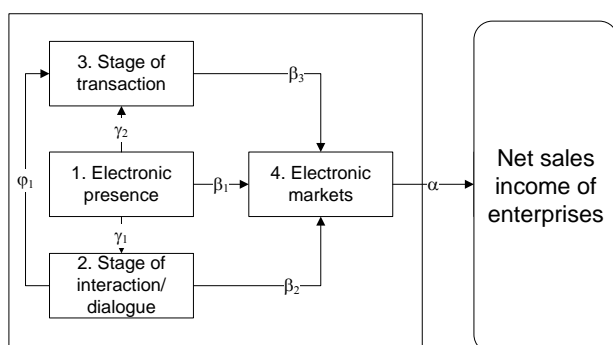 3. Stage of
transaction
β3
γ2
φ1
1. Electronic
presence
β1
4. Electronic
markets
α
Net sales
income of
enterprises
γ1
2. Stage of
interaction/
dialogue
β2